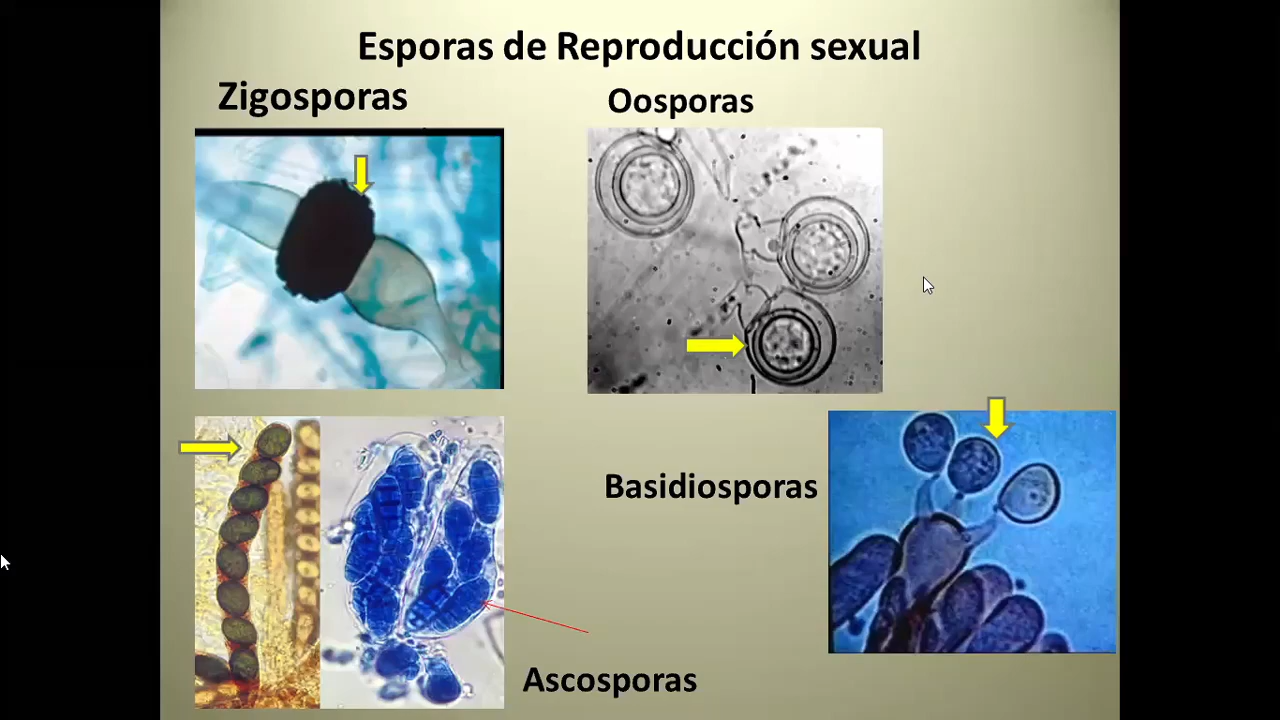 Esporas de Reproducción sexual
Zigosporas
Oosporas
Basidiosporas
Ascosporas